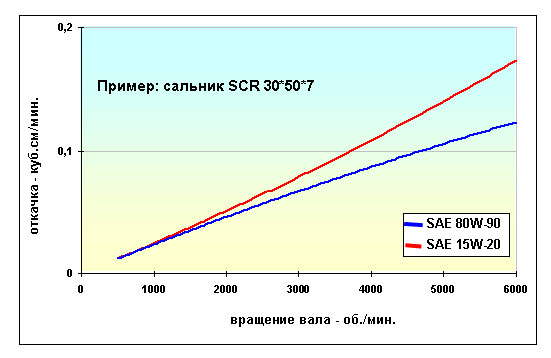 0,2
Пример: сальник SCR 30*50*7
откачка - куб.см/мин.
0,1
SAE 80W-90
SAE 15W-20
0
0 1000 2000 3000 4000 5000 6000
вращение вала - об./мин.